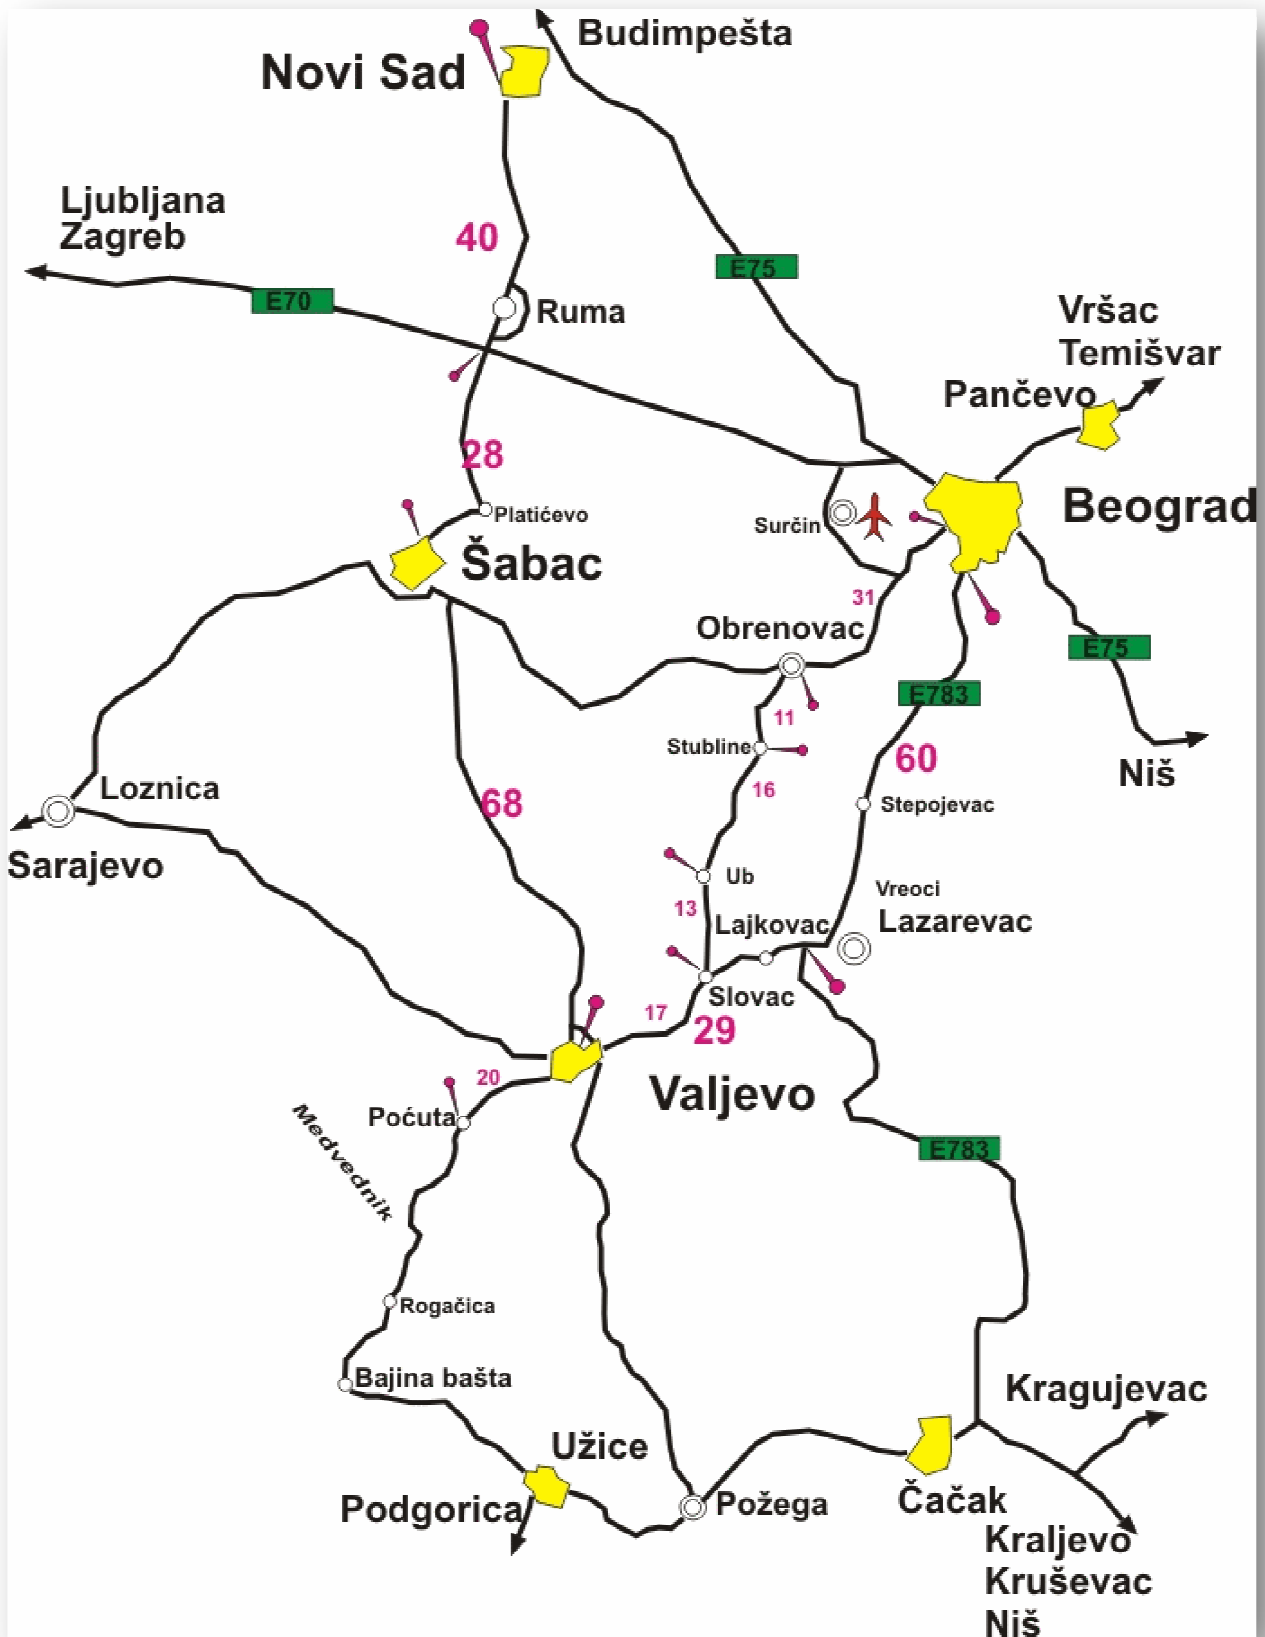 Budimpešta
Novi Sad
Ljubljana
Zagreb
40
E75
E70
Ruma
Vršac
Temišvar
Pančevo
28
Platićevo
Beograd
Surčin
Šabac
31
Obrenovac
E75
E783
11
Stubline
60
Niš
16
Loznica
68
Stepojevac
Sarajevo
Ub
Vreoci
13
Lajkovac
Lazarevac
Slovac
17
29
20
Valjevo
Poćuta
Medvednik
E783
Rogačica
Bajina bašta
Kragujevac
Užice
Podgorica
Požega
Čačak
Kraljevo
Kruševac
Niš